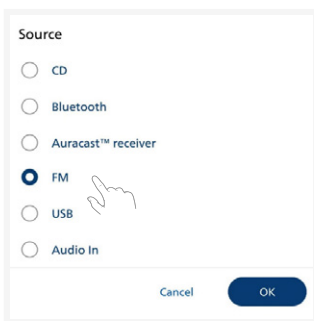 Source
CD
Bluetooth
Auracast™ receiver
FM
USB
Audio In
Cancel OK